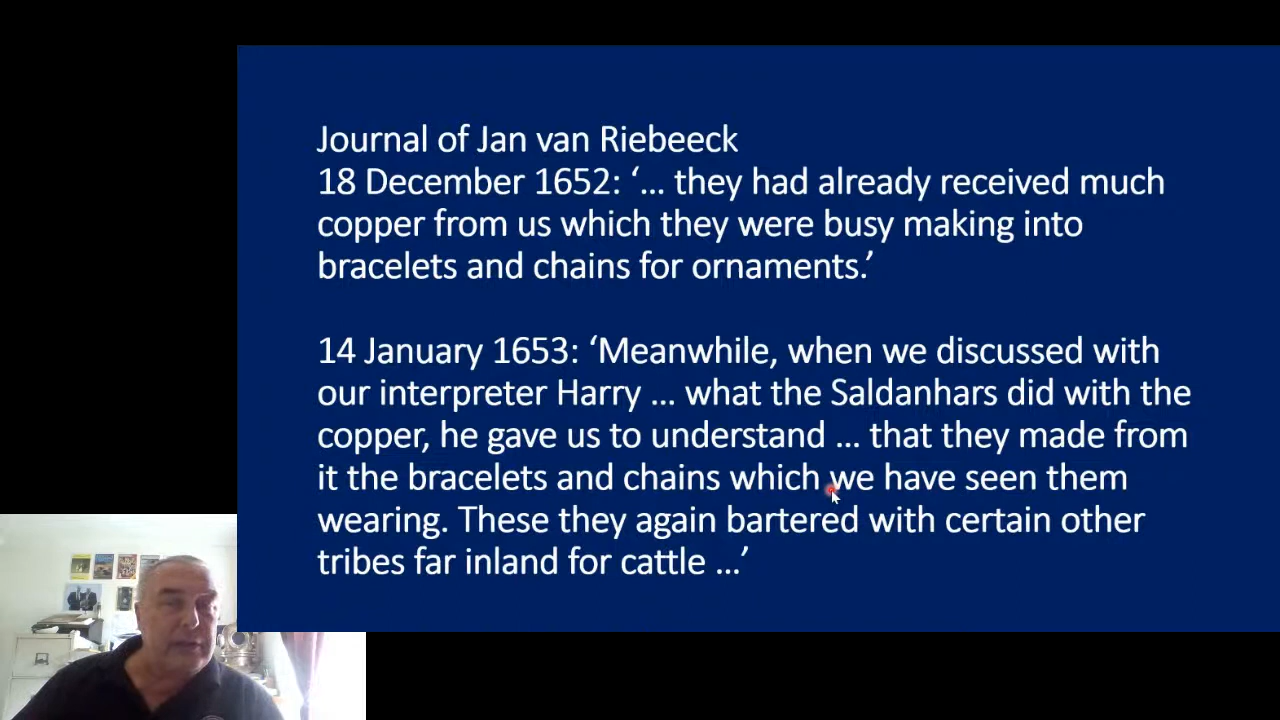 Journal of Jan van Riebeeck
18 December 1652: ‘… they had already received much
copper from us which they were busy making into
bracelets and chains for ornaments.’
14 January 1653: ‘Meanwhile, when we discussed with
our interpreter Harry … what the Saldanhars did with the
copper, he gave us to understand … that they made from
it the bracelets and chains which we have seen them
wearing. These they again bartered with certain other
tribes far inland for cattle …’